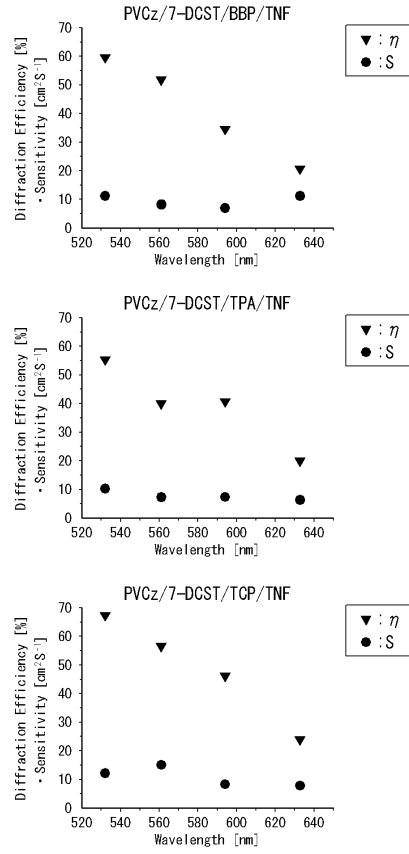 PVCz/7-DCST/BBP/TNF
Diffraction Efficiency [%]
・Sensitivity [cm²S⁻¹]
70
60
50
40
30
20
10
0
520 540 560 580 600 620 640
Wavelength [nm]
: η
: S
PVCz/7-DCST/TPA/TNF
Diffraction Efficiency [%]
・Sensitivity [cm²S⁻¹]
70
60
50
40
30
20
10
0
520 540 560 580 600 620 640
Wavelength [nm]
: η
: S
PVCz/7-DCST/TCP/TNF
Diffraction Efficiency [%]
・Sensitivity [cm²S⁻¹]
70
60
50
40
30
20
10
0
520 540 560 580 600 620 640
Wavelength [nm]
: η
: S